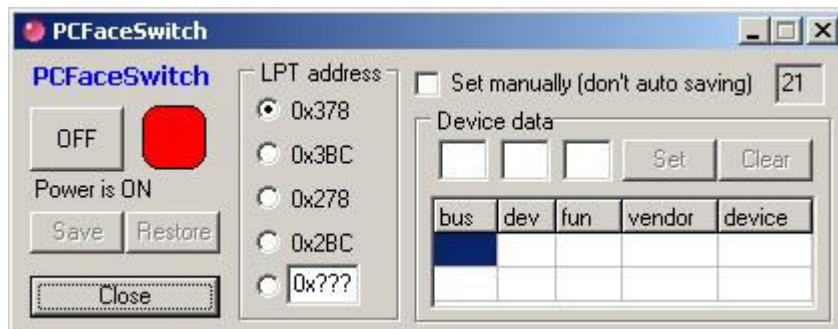 PCFaceSwitch
PCFaceSwitch
OFF
Power is ON
Save Restore
Close
LPT address
0x378
0x3BC
0x278
0x2BC
0x???
Set manually (don't auto saving) 21
Device data
Set Clear
bus dev fun vendor device